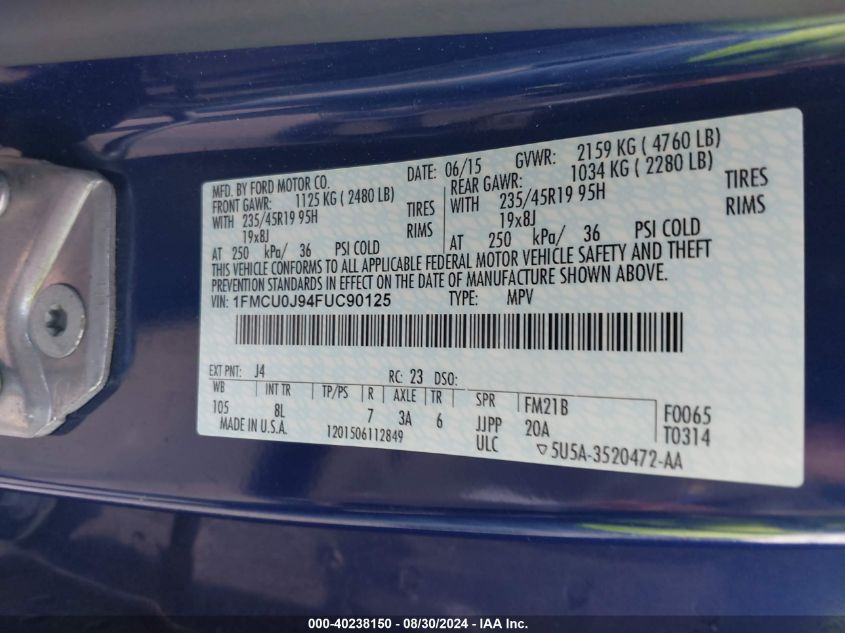 MFD. BY FORD MOTOR CO. DATE: 06/15 GVWR: 2159 KG ( 4760 LB)
FRONT GAWR: 1125 KG ( 2480 LB) REAR GAWR: 1034 KG ( 2280 LB)
WITH 235/45R19 95H TIRES WITH 235/45R19 95H TIRES
19x8J RIMS 19x8J RIMS
AT 250 kPa/ 36 PSI COLD AT 250 kPa/ 36 PSI COLD
THIS VEHICLE CONFORMS TO ALL APPLICABLE FEDERAL MOTOR VEHICLE SAFETY AND THEFT
PREVENTION STANDARDS IN EFFECT ON THE DATE OF MANUFACTURE SHOWN ABOVE.
VIN: 1FMCU0J94FUC90125 TYPE: MPV
EXT PNT: J4 RC: 23 DSO:
WB INT TR TP/PS R AXLE TR SPR FM21B F0065
105 8L 7 3A 6 JJPP 20A T0314
MADE IN U.S.A. 1201506112849 ULC ▽5U5A-3520472-AA
000-40238150 - 08/30/2024 - IAA Inc.